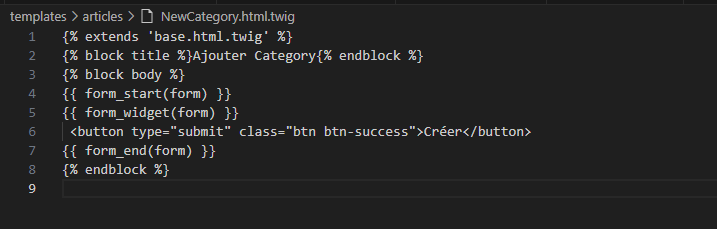 templates > articles > NewCategory.html.twig
1 {% extends 'base.html.twig' %}
2 {% block title %}Ajouter Category{% endblock %}
3 {% block body %}
4 {{ form_start(form) }}
5 {{ form_widget(form) }}
6 <button type="submit" class="btn btn-success">Créer</button>
7 {{ form_end(form) }}
8 {% endblock %}
9